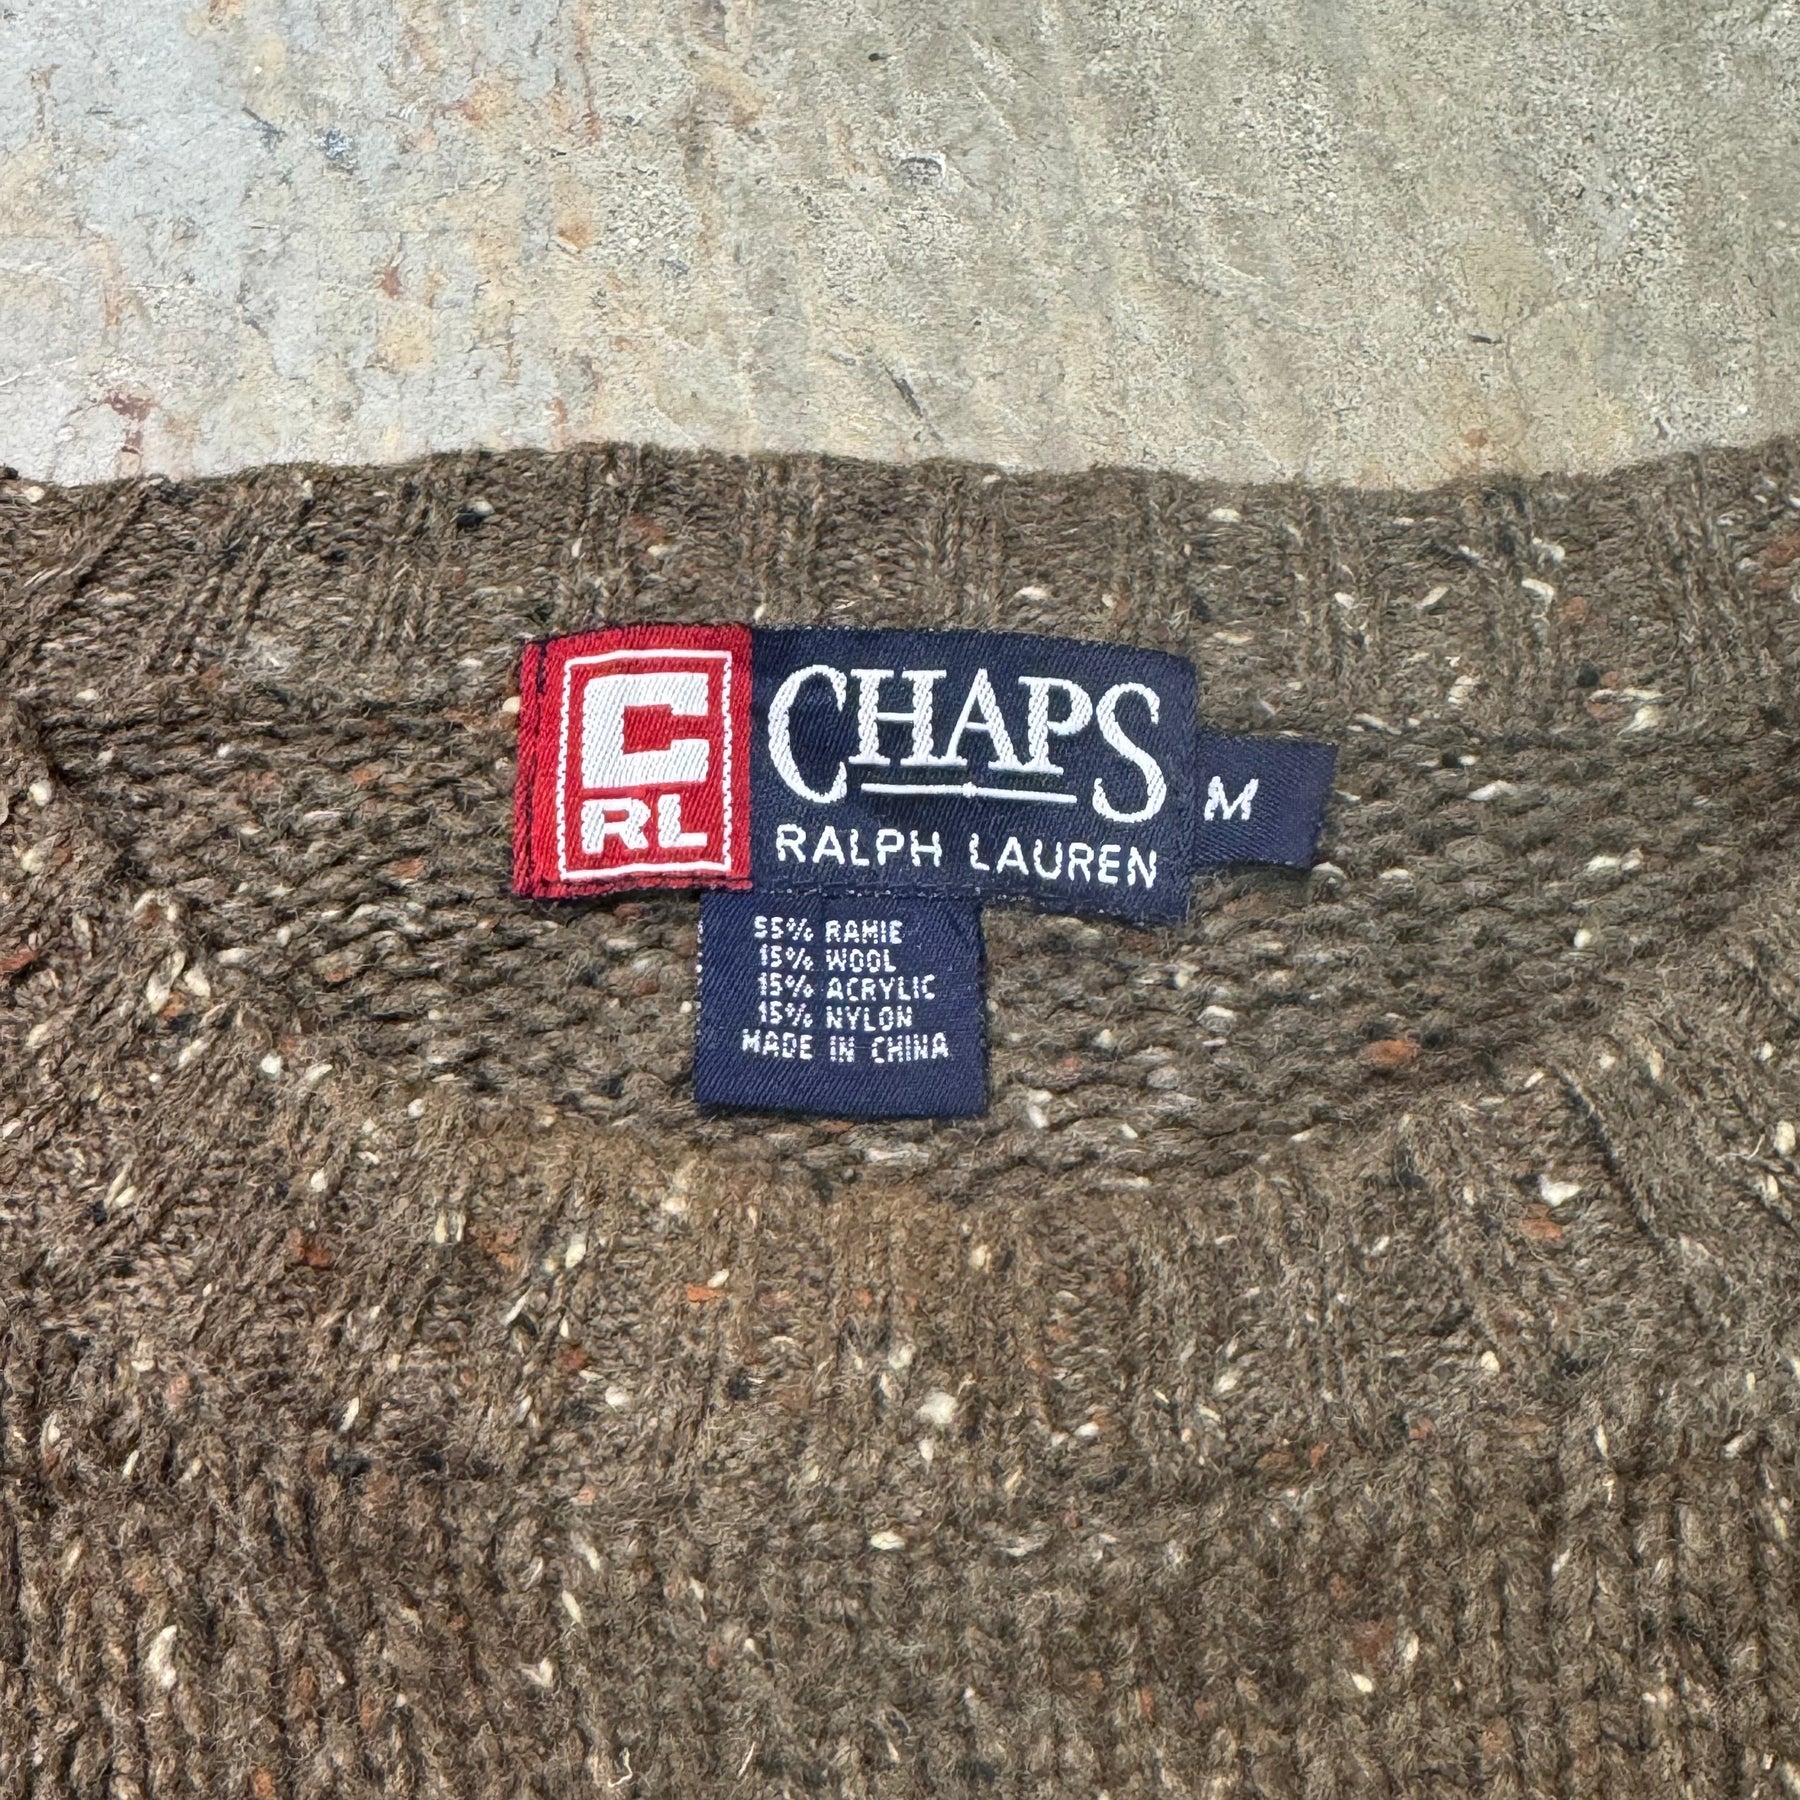 C
RL
CHAPS
RALPH LAUREN
M
55% RAMIE
15% WOOL
15% ACRYLIC
15% NYLON
MADE IN CHINA